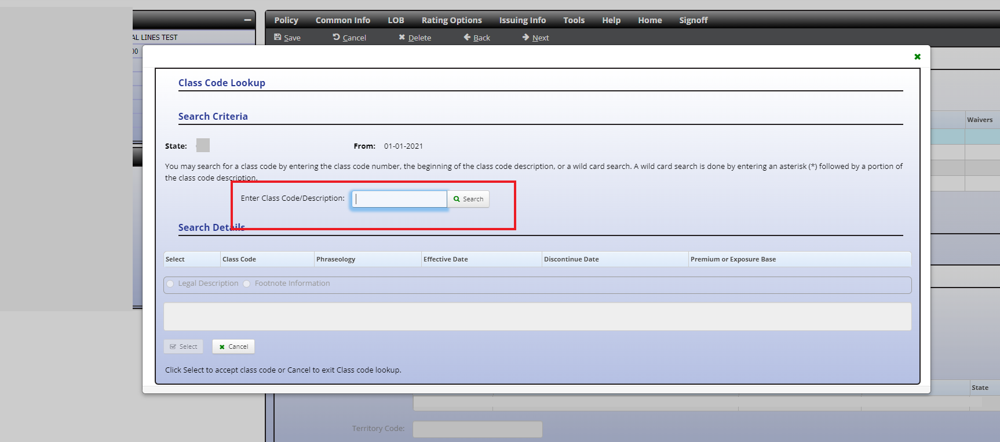 Policy Common Info LOB Rating Options Issuing Info Tools Help Home Signoff
AL LINES TEST
Save Cancel Delete Back Next
00
Class Code Lookup
Search Criteria
Waivers
State: From: 01-01-2021
You may search for a class code by entering the class code number, the beginning of the class code description, or a wild card search. A wild card search is done by entering an asterisk (*) followed by a portion of
the class code description.
Enter Class Code/Description: Search
Search Details
Select Class Code Phraseology Effective Date Discontinue Date Premium or Exposure Base
Legal Description Footnote Information
Select Cancel
Click Select to accept class code or Cancel to exit Class code lookup.
State
Territory Code: